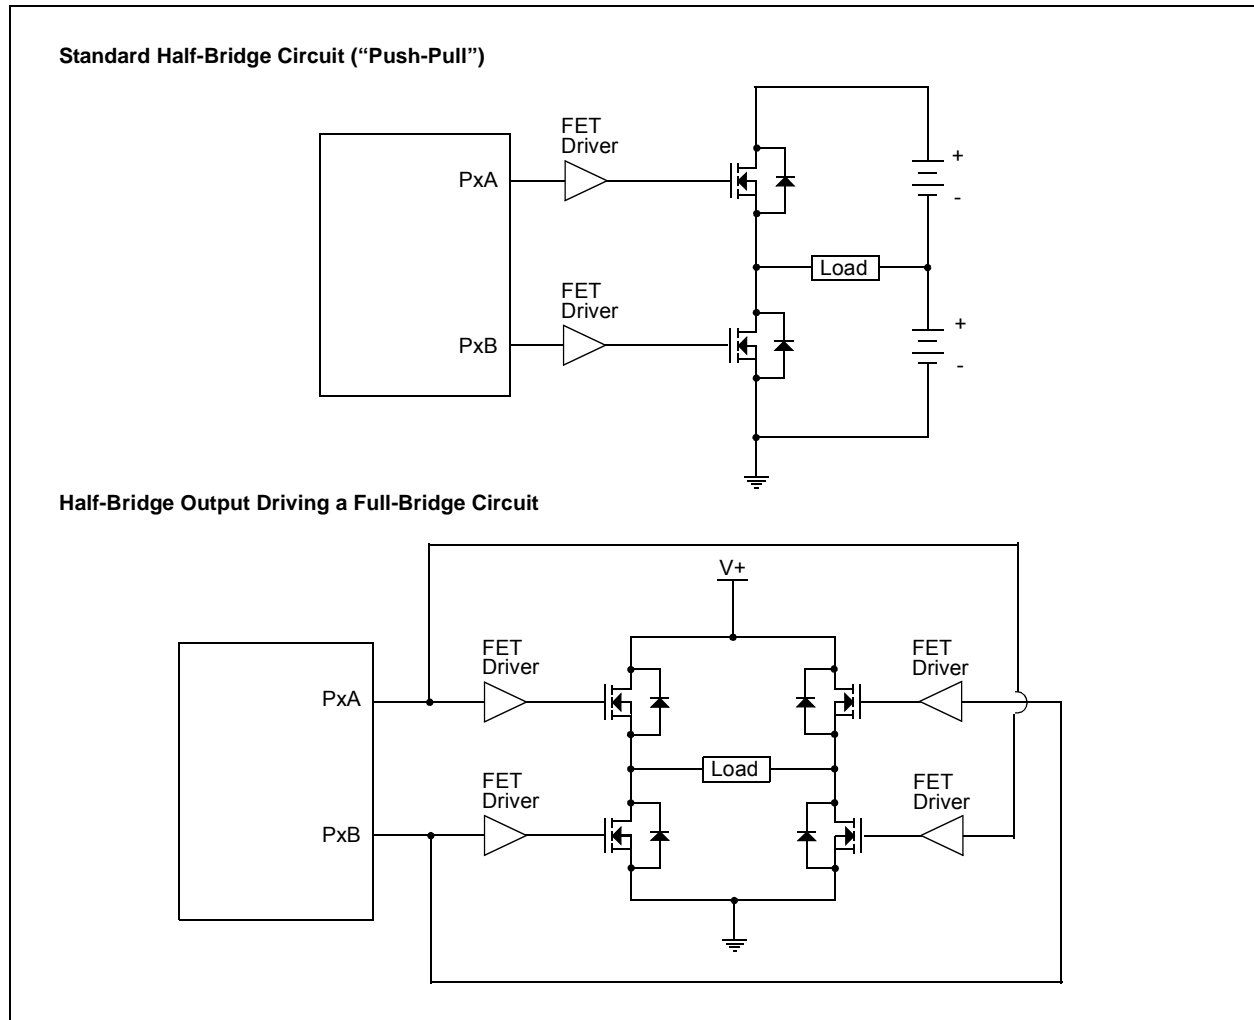 Standard Half-Bridge Circuit (“Push-Pull”)
FET
Driver
PxA
+
-
Load
FET
Driver
PxB
+
-
Half-Bridge Output Driving a Full-Bridge Circuit
V+
FET
Driver
FET
Driver
PxA
Load
FET
Driver
FET
Driver
PxB